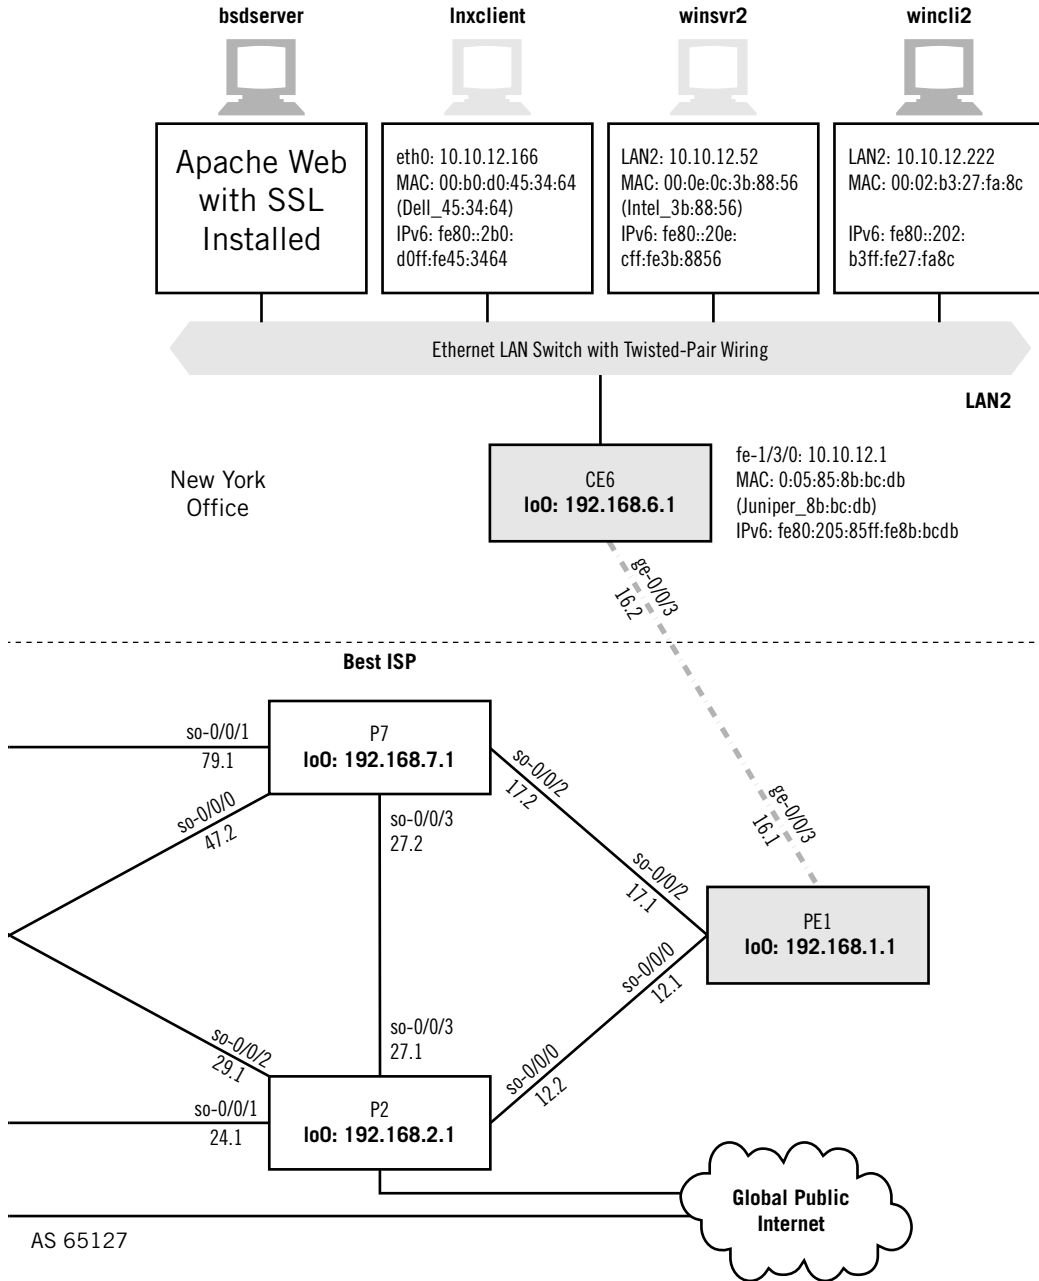 bsdserver
lnxclient
winsvr2
wincli2
Apache Web
with SSL
Installed
eth0: 10.10.12.166
MAC: 00:b0:d0:45:34:64
(Dell_45:34:64)
IPv6: fe80::2b0:
d0ff:fe45:3464
LAN2: 10.10.12.52
MAC: 00:0e:0c:3b:88:56
(Intel_3b:88:56)
IPv6: fe80::20e:
cff:fe3b:8856
LAN2: 10.10.12.222
MAC: 00:02:b3:27:fa:8c
IPv6: fe80::202:
b3ff:fe27:fa8c
Ethernet LAN Switch with Twisted-Pair Wiring
LAN2
New York
Office
CE6
lo0: 192.168.6.1
fe-1/3/0: 10.10.12.1
MAC: 0:05:85:8b:bc:db
(Juniper_8b:bc:db)
IPv6: fe80:205:85ff:fe8b:bcdb
ge-0/0/3
16.2
Best ISP
so-0/0/1
79.1
P7
lo0: 192.168.7.1
so-0/0/2
17.2
so-0/0/0
47.2
so-0/0/3
27.2
ge-0/0/3
16.1
so-0/0/2
17.1
PE1
lo0: 192.168.1.1
so-0/0/0
12.1
so-0/0/3
27.1
so-0/0/2
29.1
so-0/0/0
12.2
so-0/0/1
24.1
P2
lo0: 192.168.2.1
Global Public
Internet
AS 65127